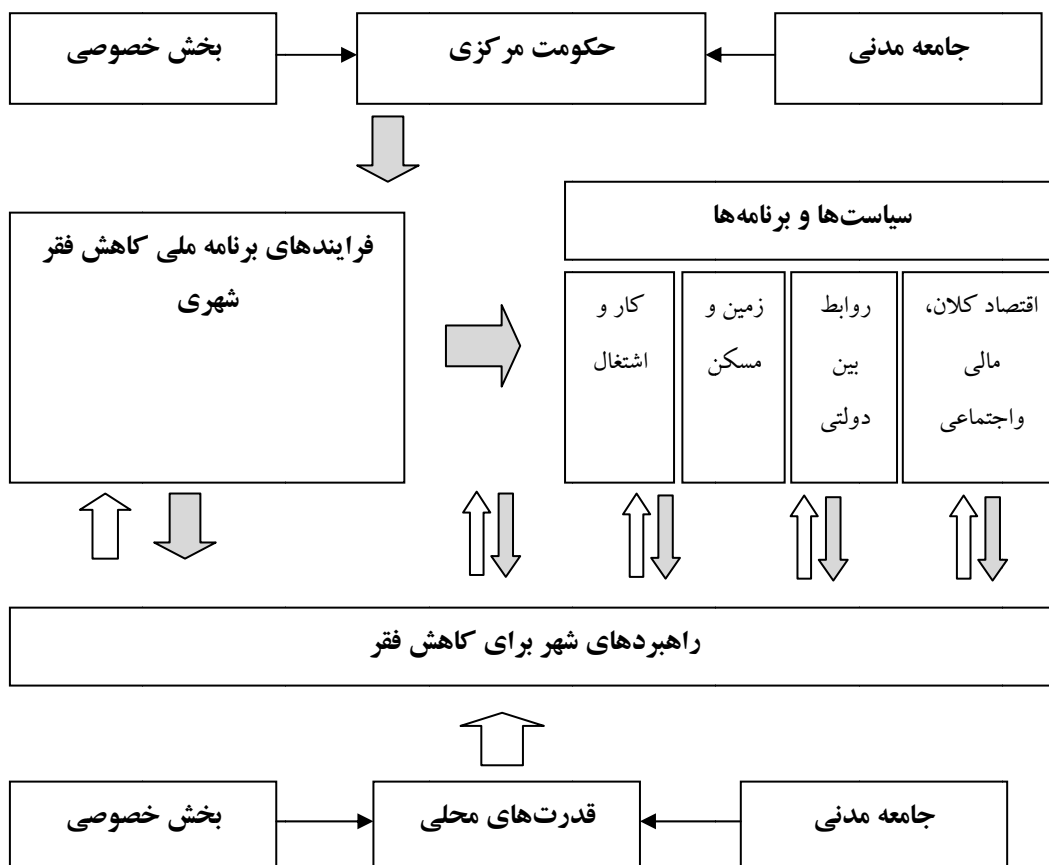 جامعه مدنی
حکومت مرکزی
بخش خصوصی
سیاست‌ها و برنامه‌ها
فرایندهای برنامه ملی کاهش فقر
شهری
اقتصاد کلان،
مالی
واجتماعی
روابط
بین
دولتی
زمین و
مسکن
کار و
اشتغال
راهبردهای شهر برای کاهش فقر
جامعه مدنی
قدرت‌های محلی
بخش خصوصی